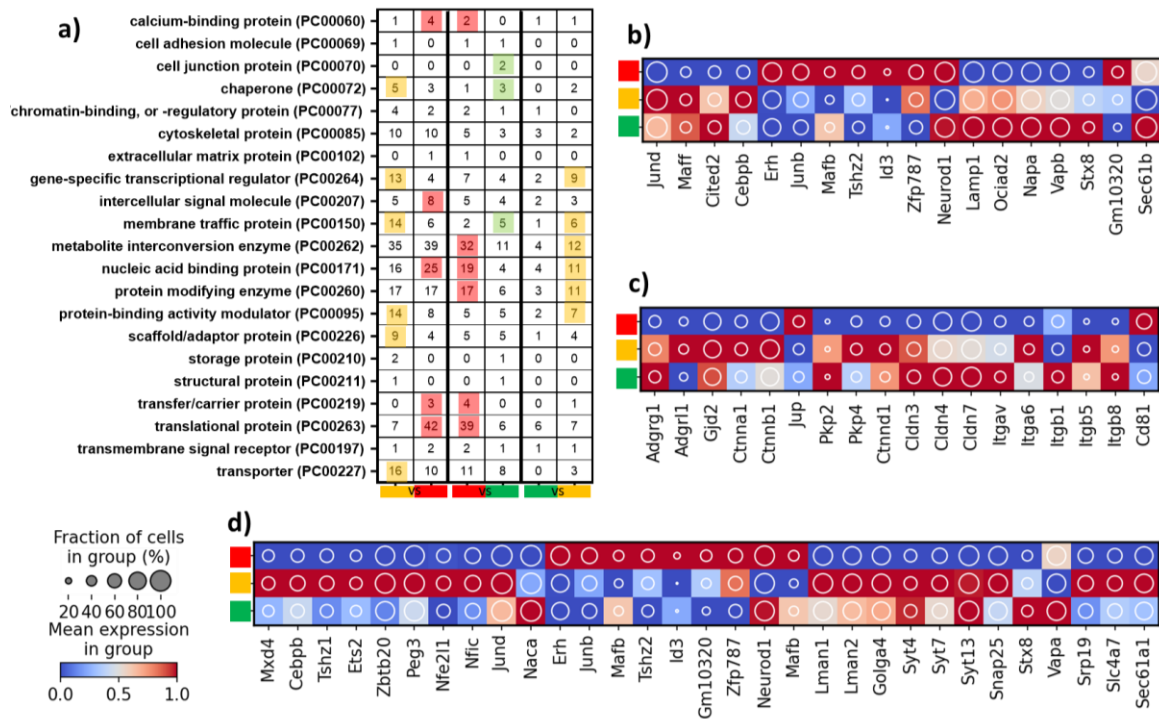 a)
calcium-binding protein (PC00060) 1 4 2 0 1 1
cell adhesion molecule (PC00069) 1 0 1 1 0 0
cell junction protein (PC00070) 0 0 0 2 0 0
chaperone (PC00072) 5 3 1 3 0 2
chromatin-binding, or -regulatory protein (PC00077) 4 2 2 1 1 0
cytoskeletal protein (PC00085) 10 10 5 3 3 2
extracellular matrix protein (PC00102) 0 1 1 0 0 0
gene-specific transcriptional regulator (PC00264) 13 4 7 4 2 9
intercellular signal molecule (PC00207) 5 8 5 4 2 3
membrane traffic protein (PC00150) 14 6 2 5 1 6
metabolite interconversion enzyme (PC00262) 35 39 32 11 4 12
nucleic acid binding protein (PC00171) 16 25 19 4 4 11
protein modifying enzyme (PC00260) 17 17 17 6 3 11
protein-binding activity modulator (PC00095) 14 8 5 5 2 7
scaffold/adaptor protein (PC00226) 9 4 5 5 1 4
storage protein (PC00210) 2 0 0 1 0 0
structural protein (PC00211) 1 0 0 1 0 0
transfer/carrier protein (PC00219) 0 3 4 0 0 1
translational protein (PC00263) 7 42 39 6 6 7
transmembrane signal receptor (PC00197) 1 2 2 1 1 1
transporter (PC00227) 16 10 11 8 0 3
vs vs vs
b)
Jund Maff Cited2 Cebpb Erh Junb Mafb Tshz2 Id3 Zfp787 Neurod1 Lamp1 Ociad2 Napa Vapb Stx8 Gm10320 Sec61b
c)
Adgrg1 Adgrl1 Gjd2 Ctnna1 Ctnnb1 Jup Pkp2 Pkp4 Ctnnd1 Cldn3 Cldn4 Cldn7 Itgav Itga6 Itgb1 Itgb5 Itgb8 Cd81
d)
Mxd4 Cebpb Tshz1 Ets2 Zbtb20 Peg3 Nfe2l1 Nfic Jund Naca Erh Junb Mafb Tshz2 Id3 Gm10320 Zfp787 Neurod1 Mafb Lman1 Lman2 Golga4 Syt4 Syt7 Syt13 Snap25 Stx8 Vapa Srp19 Slc4a7 Sec61a1
Fraction of cells
in group (%)
20 40 60 80 100
Mean expression
in group
0.0 0.5 1.0